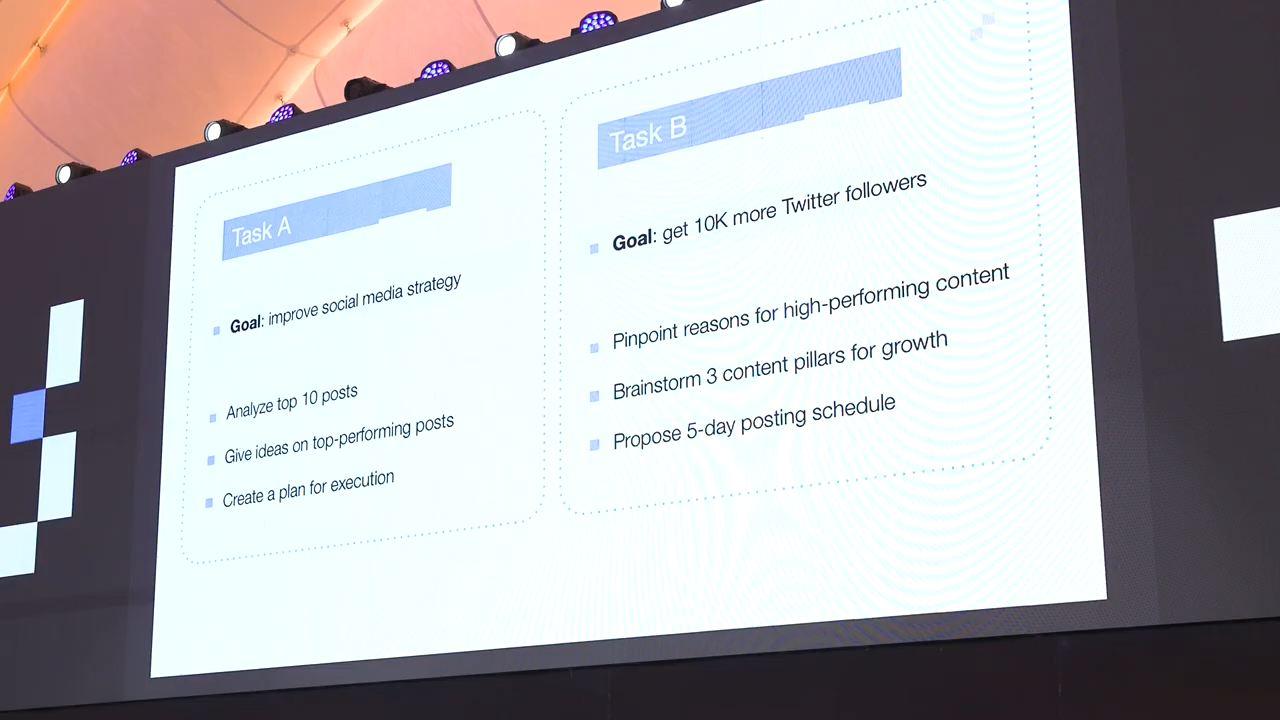 Task A
Goal: improve social media strategy
Analyze top 10 posts
Give ideas on top-performing posts
Create a plan for execution
Task B
Goal: get 10K more Twitter followers
Pinpoint reasons for high-performing content
Brainstorm 3 content pillars for growth
Propose 5-day posting schedule